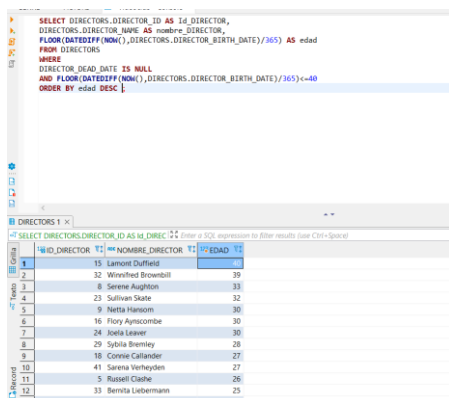 SELECT DIRECTORS.DIRECTOR_ID AS Id_DIRECTOR,
DIRECTORS.DIRECTOR_NAME AS nombre_DIRECTOR,
FLOOR(DATEDIFF(NOW(),DIRECTORS.DIRECTOR_BIRTH_DATE)/365) AS edad
FROM DIRECTORS
WHERE
DIRECTOR_DEAD_DATE IS NULL
AND FLOOR(DATEDIFF(NOW(),DIRECTORS.DIRECTOR_BIRTH_DATE)/365)<=40
ORDER BY edad DESC ;
DIRECTORS 1
SELECT DIRECTORS.DIRECTOR_ID AS Id_DIREC Enter a SQL expression to filter results (use Ctrl+Space)
Grilla
Texto
Record
ID_DIRECTOR NOMBRE_DIRECTOR EDAD
1 15 Lamont Duffield 40
2 32 Winnifred Brownbill 39
3 8 Serene Aughton 33
4 23 Sullivan Skate 32
5 9 Netta Hansom 30
6 16 Flory Aynscombe 30
7 24 Joela Leaver 30
8 29 Sybila Bremley 28
9 18 Connie Callander 27
10 41 Sarena Verheyden 27
11 5 Russell Clashe 26
12 33 Bernita Liebermann 25